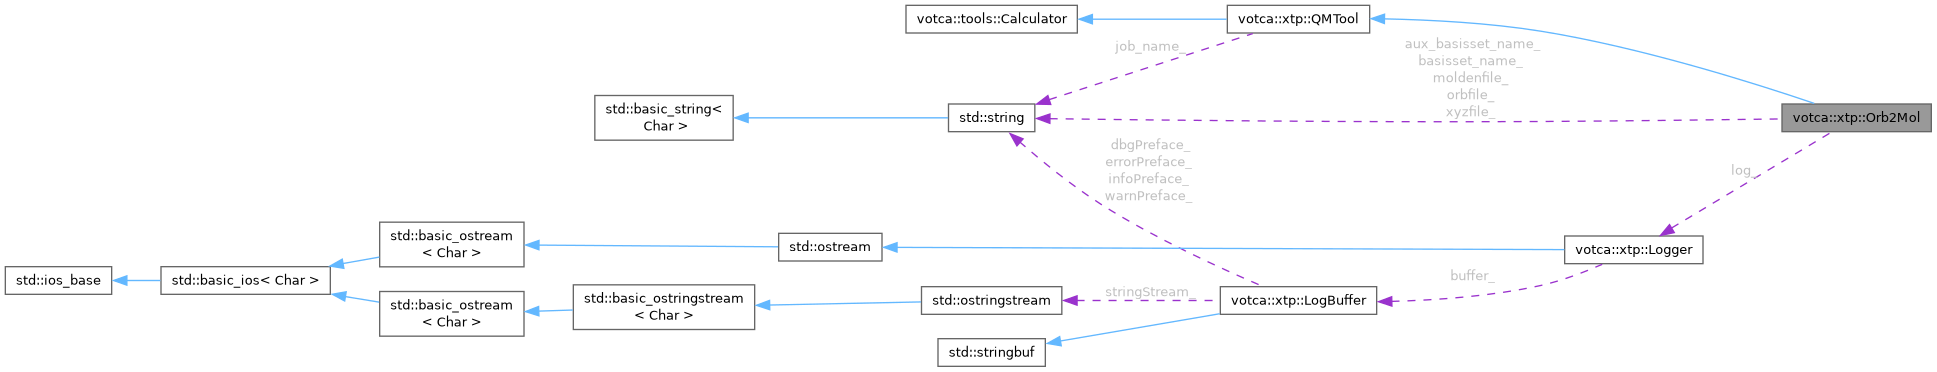 votca::tools::Calculator
votca::xtp::QMTool
job_name_
aux_basisset_name_
basisset_name_
moldenfile_
orbfile_
xyzfile_
std::basic_string<
Char >
std::string
votca::xtp::Orb2Mol
dbgPreface_
errorPreface_
infoPreface_
warnPreface_
log_
std::basic_ostream
< Char >
std::ostream
votca::xtp::Logger
std::ios_base
std::basic_ios< Char >
buffer_
std::basic_ostream
< Char >
std::basic_ostringstream
< Char >
std::ostringstream
stringStream_
votca::xtp::LogBuffer
std::stringbuf